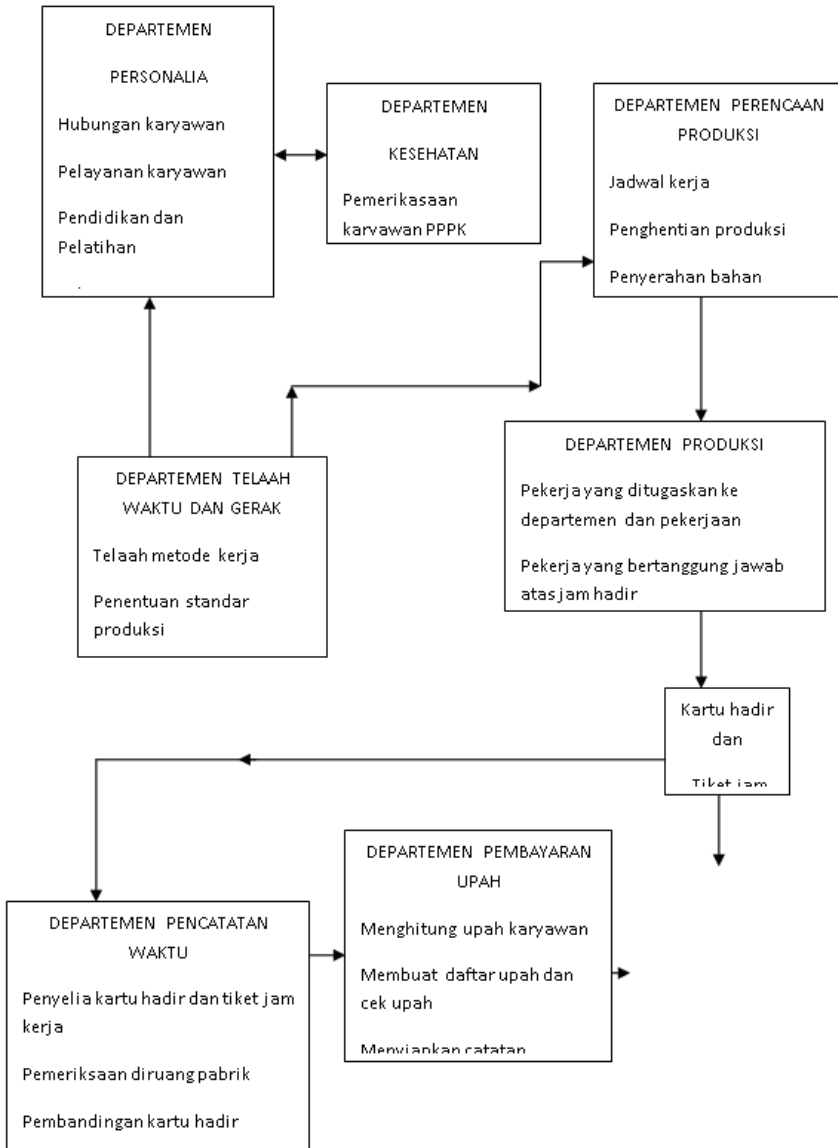 DEPARTEMEN
PERSONALIA
Hubungan karyawan
Pelayanan karyawan
Pendidikan dan
Pelatihan
DEPARTEMEN
KESEHATAN
Pemerikasaan
karyawan PPPK
DEPARTEMEN PERENCAAN
PRODUKSI
Jadwal kerja
Penghentian produksi
Penyerahan bahan
DEPARTEMEN TELAAH
WAKTU DAN GERAK
Telaah metode kerja
Penentuan standar
produksi
DEPARTEMEN PRODUKSI
Pekerja yang ditugaskan ke
departemen dan pekerjaan
Pekerja yang bertanggung jawab
atas jam hadir
Kartu hadir
dan
Tiket jam
DEPARTEMEN PENCATATAN
WAKTU
Penyelia kartu hadir dan tiket jam
kerja
Pemeriksaan diruang pabrik
Pembandingan kartu hadir
DEPARTEMEN PEMBAYARAN
UPAH
Menghitung upah karyawan
Membuat daftar upah dan
cek upah
Menyiapkan catatan